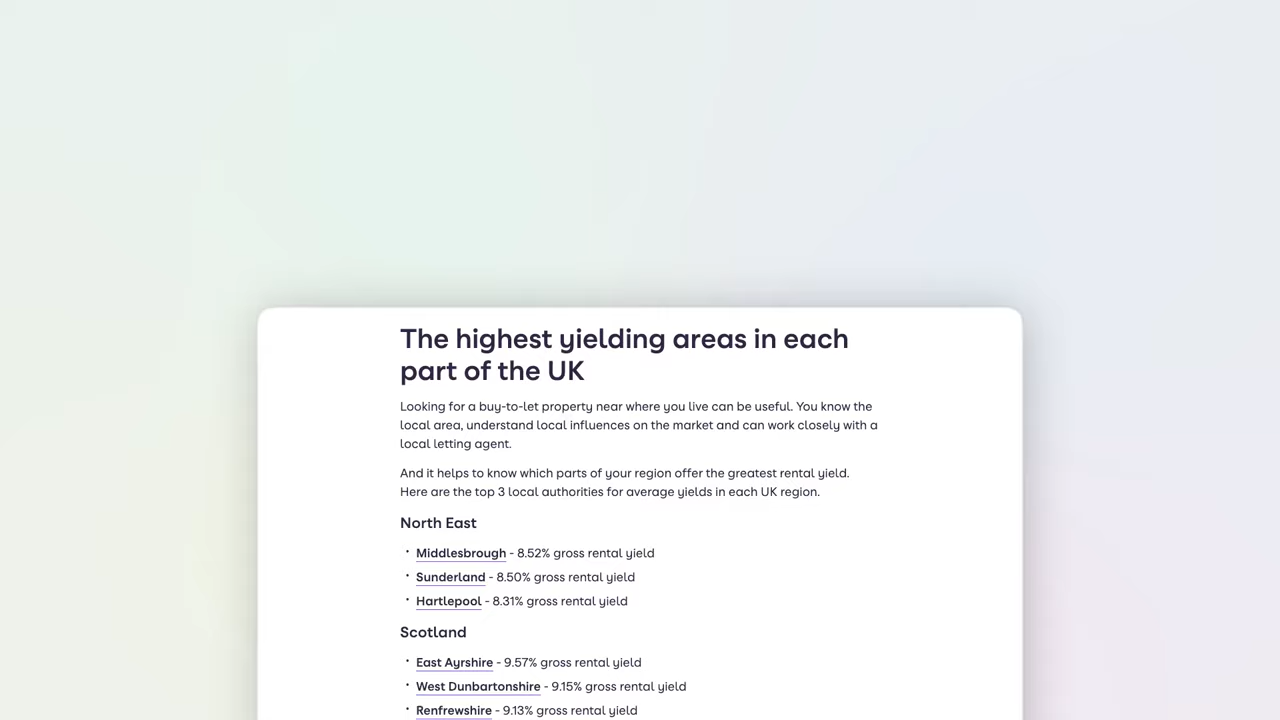 The highest yielding areas in each
part of the UK
Looking for a buy-to-let property near where you live can be useful. You know the
local area, understand local influences on the market and can work closely with a
local letting agent.
And it helps to know which parts of your region offer the greatest rental yield.
Here are the top 3 local authorities for average yields in each UK region.
North East
• Middlesbrough - 8.52% gross rental yield
• Sunderland - 8.50% gross rental yield
• Hartlepool - 8.31% gross rental yield
Scotland
• East Ayrshire - 9.57% gross rental yield
• West Dunbartonshire - 9.15% gross rental yield
• Renfrewshire - 9.13% gross rental yield